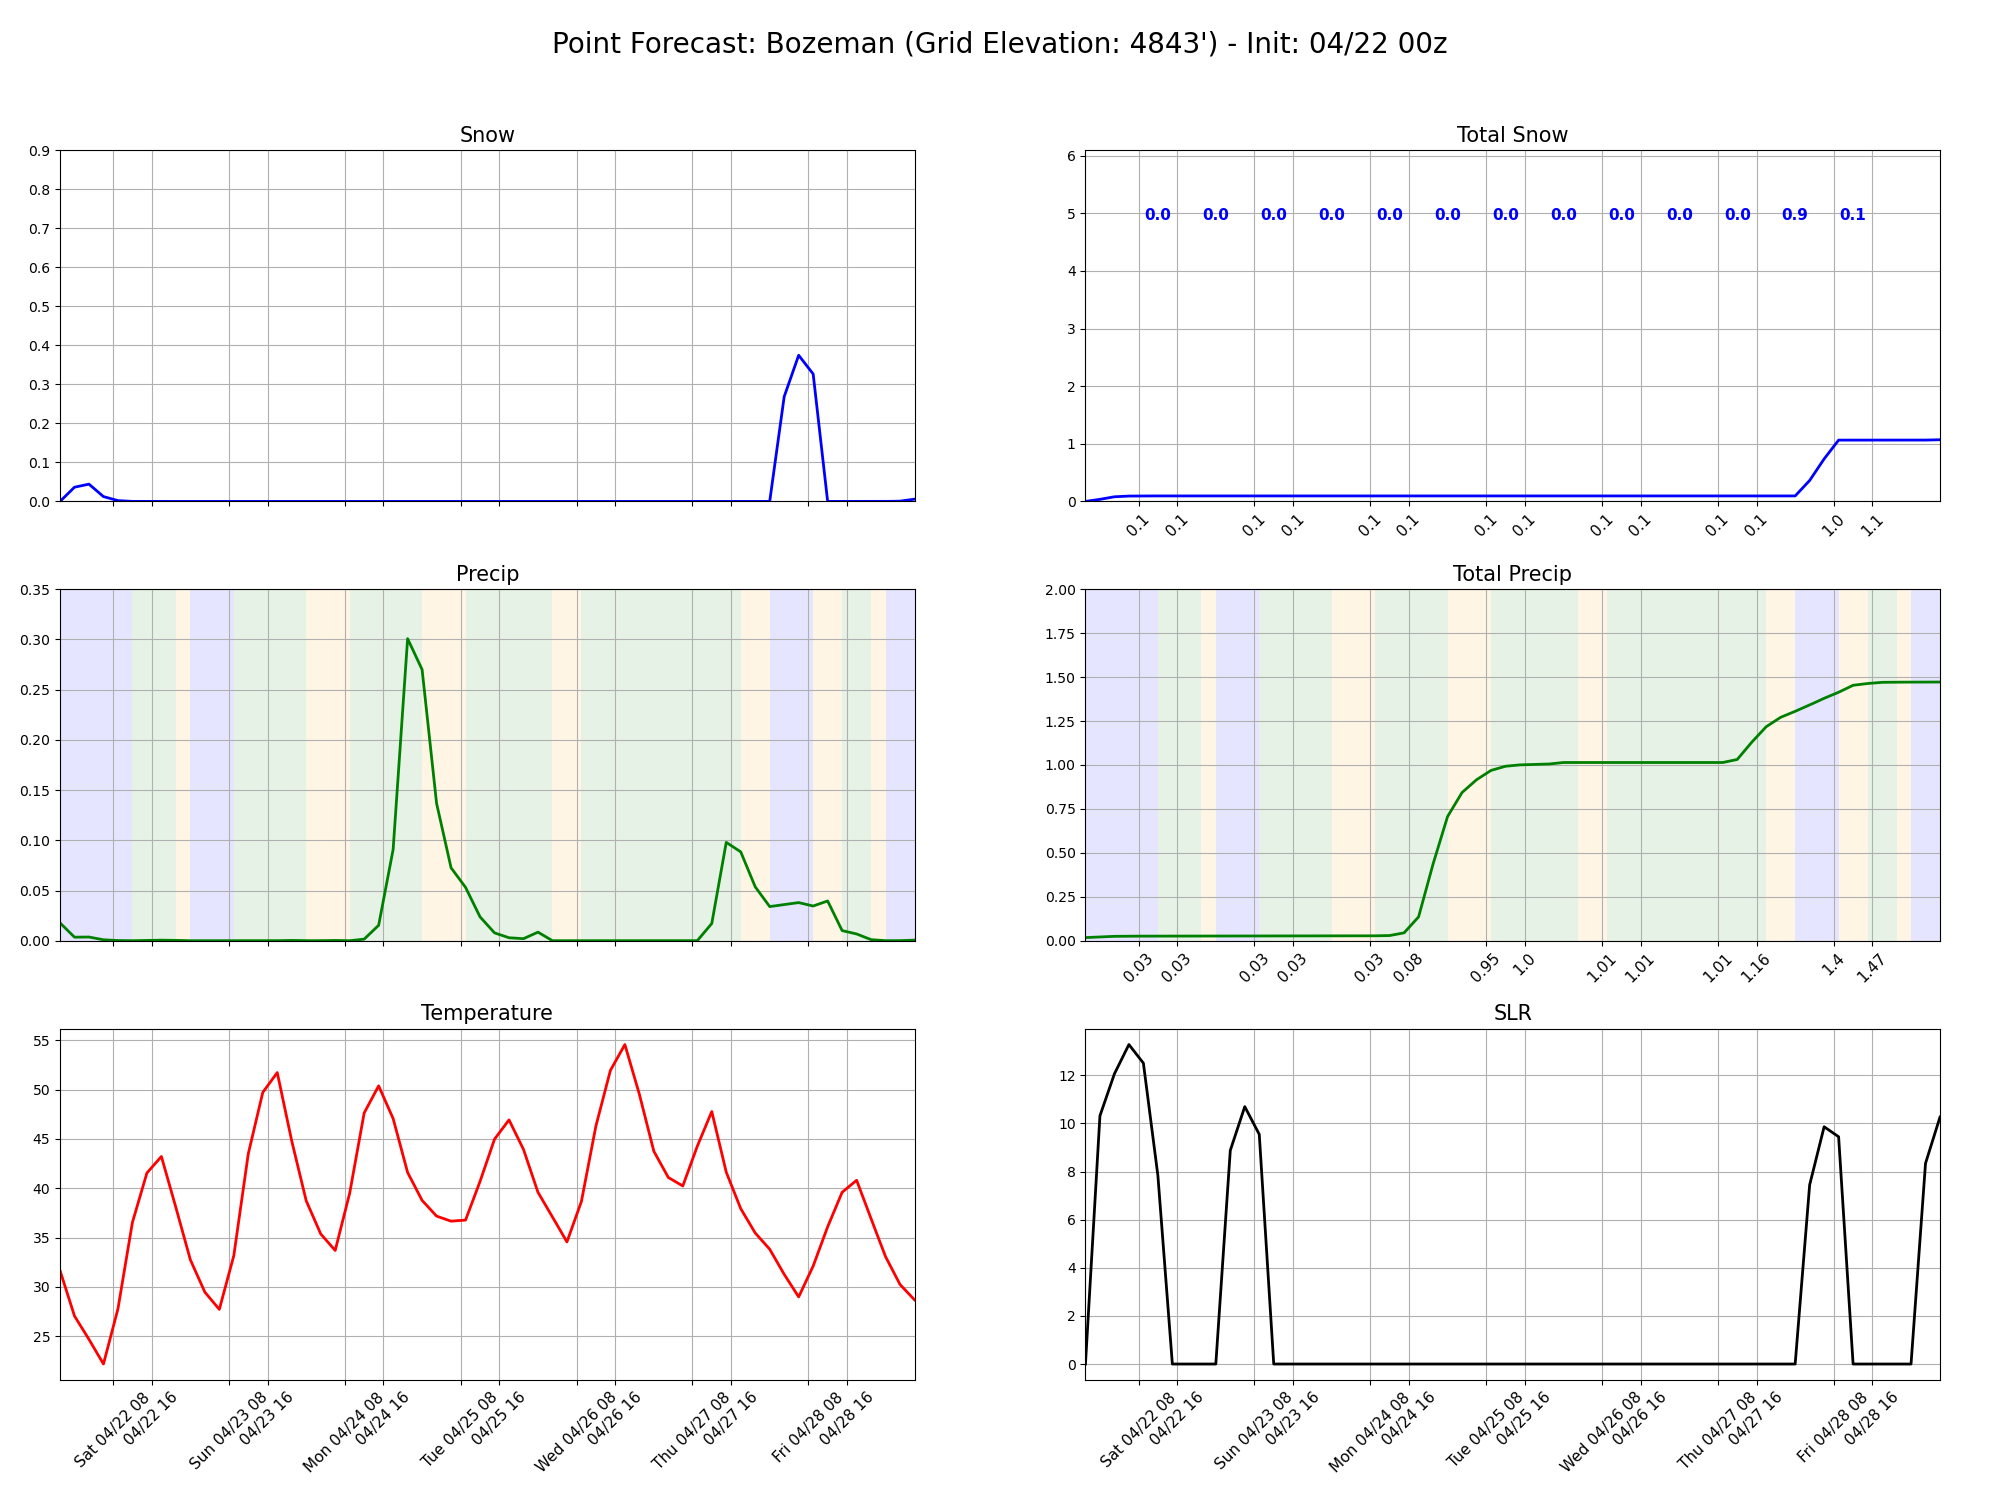 Point Forecast: Bozeman (Grid Elevation: 4843') - Init: 04/22 00z
Snow
0.9
0.8
0.7
0.6
0.5
0.4
0.3
0.2
0.1
0.0
Total Snow
6
5
4
3
2
1
0
0.0 0.0 0.0 0.0 0.0 0.0 0.0 0.0 0.0 0.0 0.0 0.9 0.1
0.1 0.1 0.1 0.1 0.1 0.1 0.1 0.1 0.1 0.1 0.1 0.1 1.0 1.1
Precip
0.35
0.30
0.25
0.20
0.15
0.10
0.05
0.00
Total Precip
2.00
1.75
1.50
1.25
1.00
0.75
0.50
0.25
0.00
0.03 0.03 0.03 0.03 0.03 0.08 0.95 1.0 1.01 1.01 1.01 1.16 1.4 1.47
Temperature
55
50
45
40
35
30
25
Sat 04/22 08
04/22 16
Sun 04/23 08
04/23 16
Mon 04/24 08
04/24 16
Tue 04/25 08
04/25 16
Wed 04/26 08
04/26 16
Thu 04/27 08
04/27 16
Fri 04/28 08
04/28 16
SLR
12
10
8
6
4
2
0
Sat 04/22 08
04/22 16
Sun 04/23 08
04/23 16
Mon 04/24 08
04/24 16
Tue 04/25 08
04/25 16
Wed 04/26 08
04/26 16
Thu 04/27 08
04/27 16
Fri 04/28 08
04/28 16